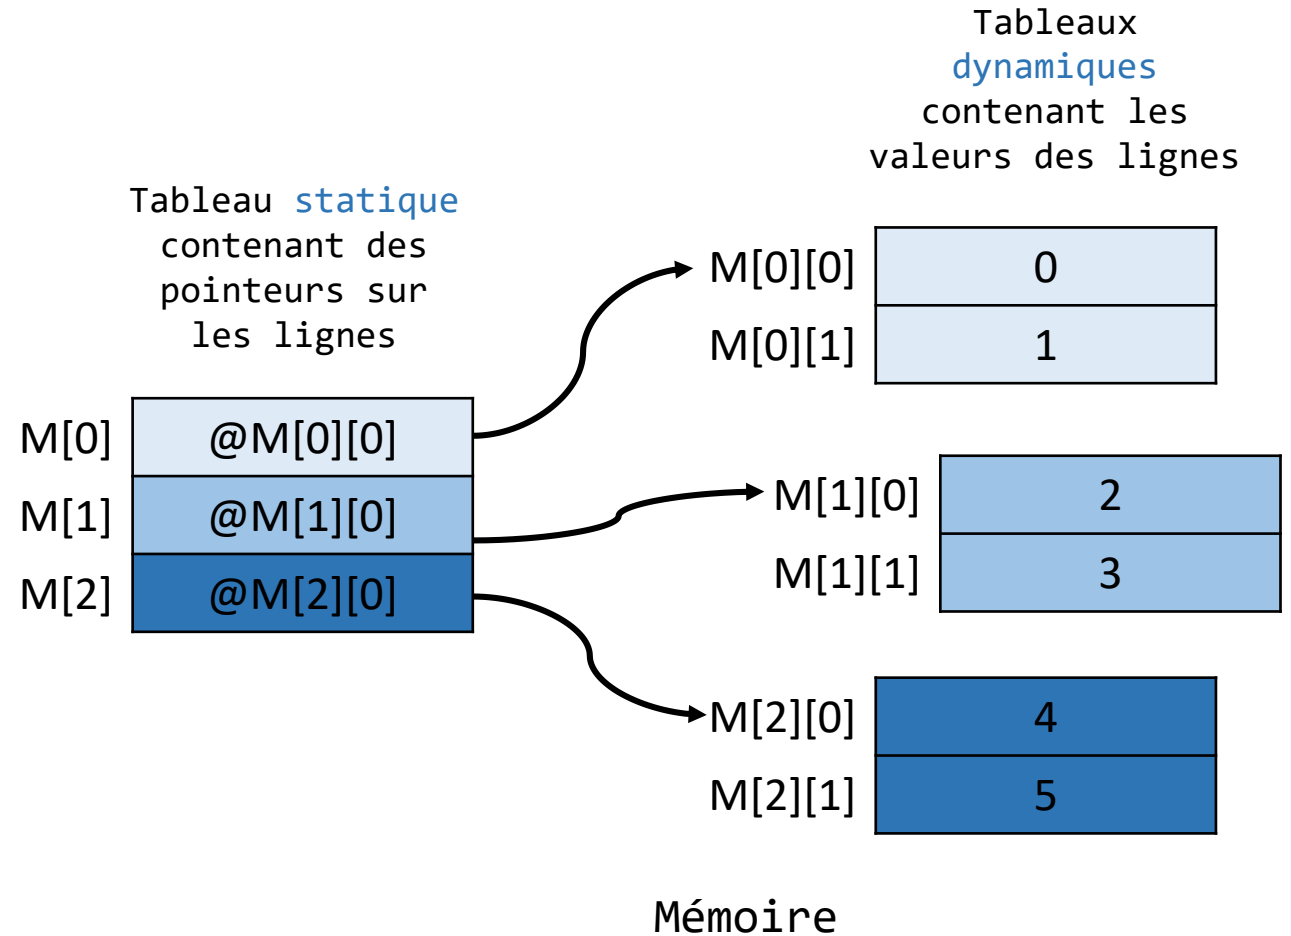 Tableaux
dynamiques
contenant les
valeurs des lignes
Tableau statique
contenant des
pointeurs sur
les lignes
M[0] @M[0][0]
M[1] @M[1][0]
M[2] @M[2][0]
M[0][0] 0
M[0][1] 1
M[1][0] 2
M[1][1] 3
M[2][0] 4
M[2][1] 5
Mémoire